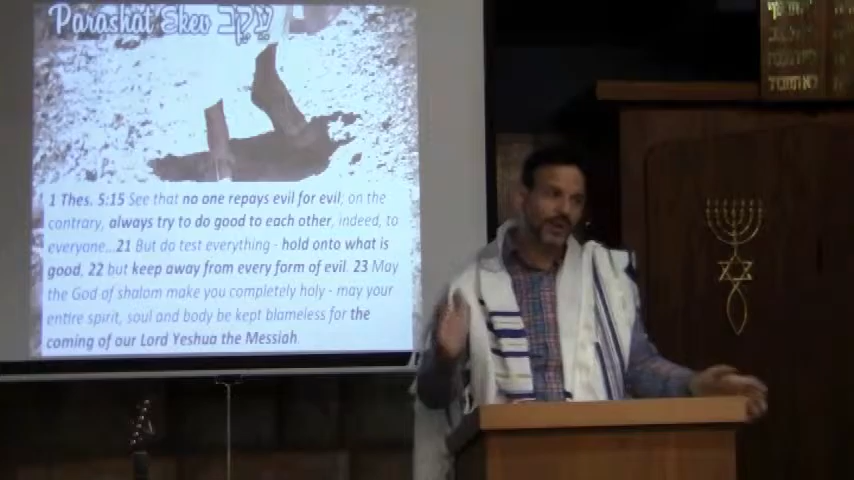 Parashat Ekev עֵקֶב
1 Thes. 5:15 See that no one repays evil for evil; on the
contrary, always try to do good to each other, indeed, to
everyone...21 But do test everything - hold onto what is
good, 22 but keep away from every form of evil. 23 May
the God of shalom make you completely holy - may your
entire spirit, soul and body be kept blameless for the
coming of our Lord Yeshua the Messiah.